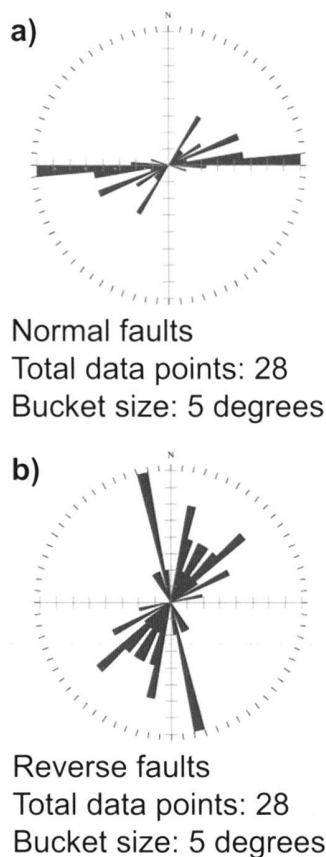 a)
N
Normal faults
Total data points: 28
Bucket size: 5 degrees
b)
N
Reverse faults
Total data points: 28
Bucket size: 5 degrees